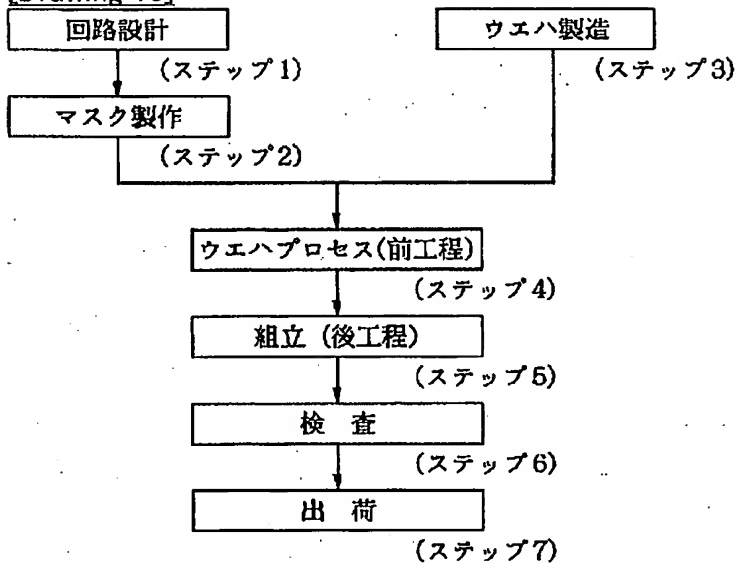 回路設計
(ステップ1)
マスク製作
(ステップ2)
ウエハ製造
(ステップ3)
ウエハプロセス(前工程)
(ステップ4)
組立(後工程)
(ステップ5)
検 査
(ステップ6)
出 荷
(ステップ7)